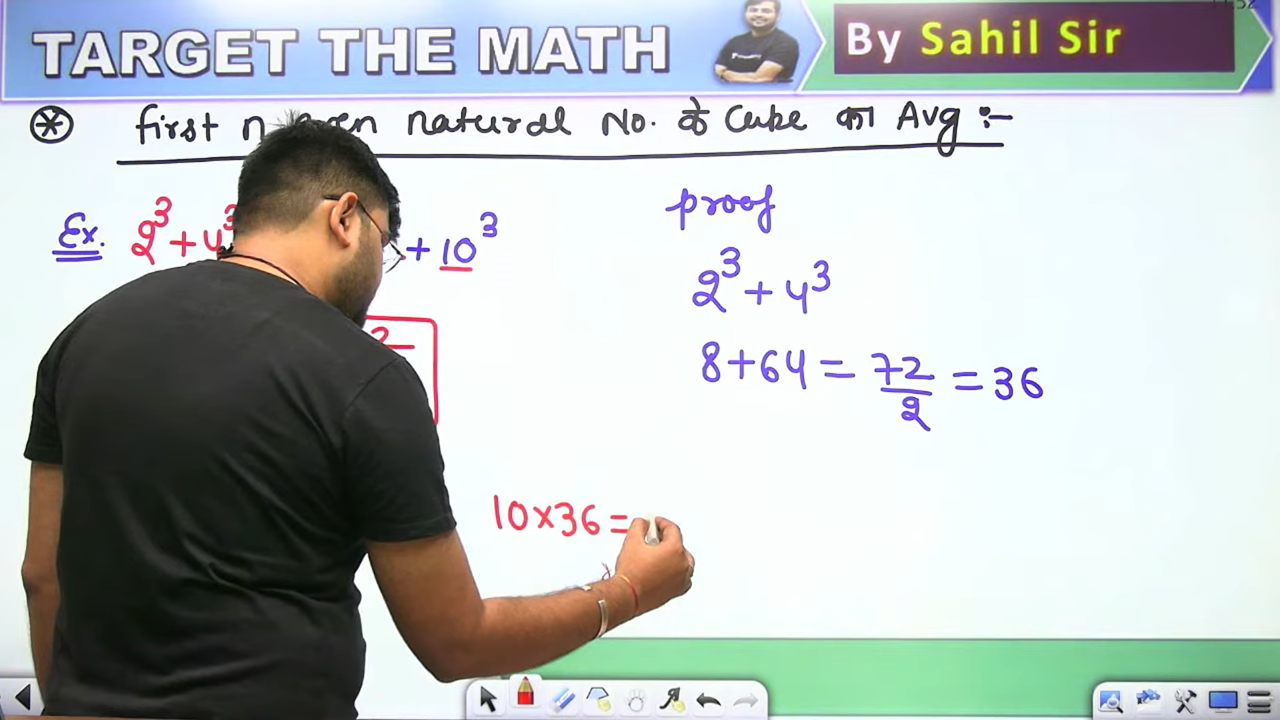 TARGET THE MATH
By Sahil Sir
first n natural No. के Cube का Avg :-
Ex. 2³ + 4³ + 10³
proof
2³ + 4³
8 + 64 = 72/2 = 36
10 × 36 =